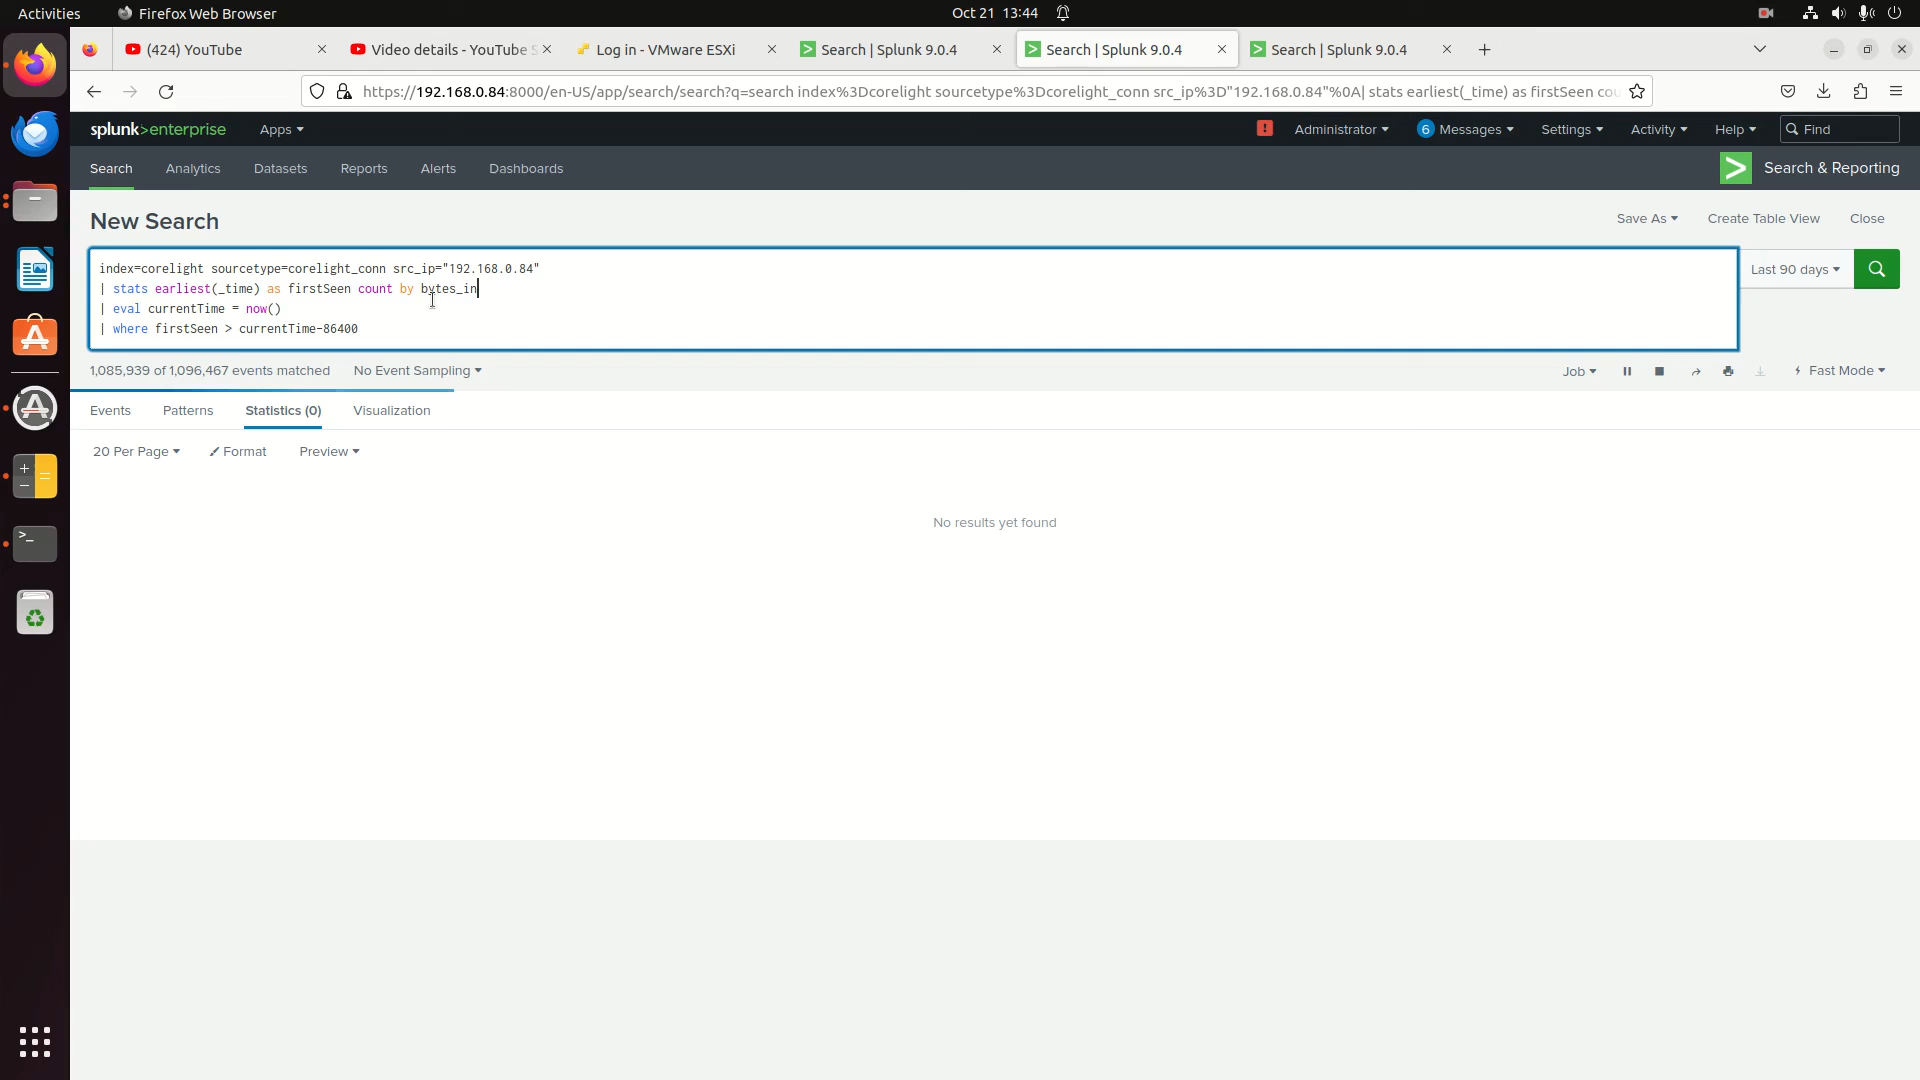 Activities
Firefox Web Browser
Oct 21 13:44
(424) YouTube
Video details - YouTube S
Log in - VMware ESXi
Search | Splunk 9.0.4
Search | Splunk 9.0.4
Search | Splunk 9.0.4
https://192.168.0.84:8000/en-US/app/search/search?q=search index%3Dcorelight sourcetype%3Dcorelight_conn src_ip%3D"192.168.0.84"%0A| stats earliest(_time) as firstSeen cou
splunk>enterprise
Apps
Administrator
6 Messages
Settings
Activity
Help
Find
Search
Analytics
Datasets
Reports
Alerts
Dashboards
Search & Reporting
New Search
Save As
Create Table View
Close
index=corelight sourcetype=corelight_conn src_ip="192.168.0.84"
| stats earliest(_time) as firstSeen count by bytes_in
| eval currentTime = now()
| where firstSeen > currentTime-86400
Last 90 days
1,085,939 of 1,096,467 events matched
No Event Sampling
Job
Fast Mode
Events
Patterns
Statistics (0)
Visualization
20 Per Page
Format
Preview
No results yet found